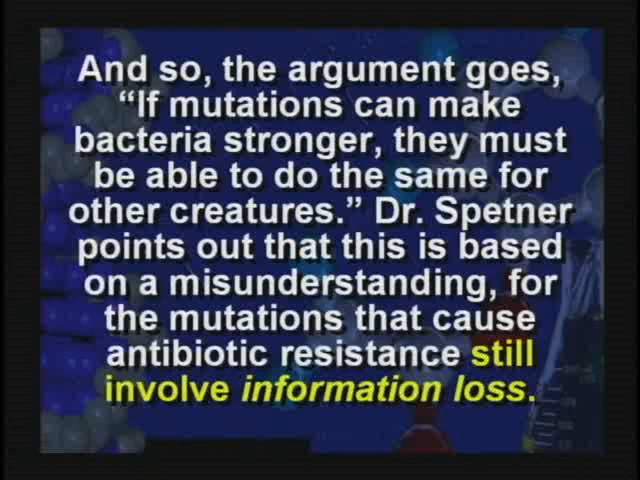 And so, the argument goes,
“If mutations can make
bacteria stronger, they must
be able to do the same for
other creatures.” Dr. Spetner
points out that this is based
on a misunderstanding, for
the mutations that cause
antibiotic resistance still
involve information loss.